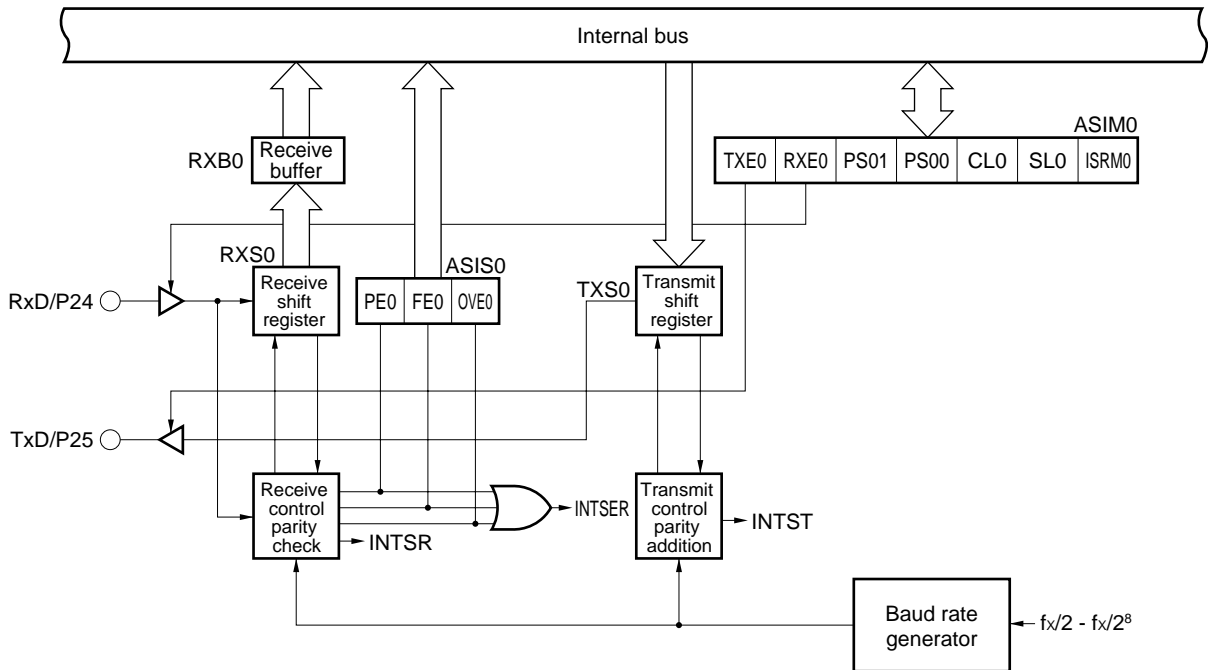 Internal bus
ASIM0
RXB0
Receive
buffer
TXE0 RXE0 PS01 PS00 CL0 SL0 ISRM0
RXS0
ASIS0
RxD/P24
Receive
shift
register
PE0 FE0 OVE0
TXS0
Transmit
shift
register
TxD/P25
Receive
control
parity
check
INTSER
INTSR
Transmit
control
parity
addition
INTST
Baud rate
generator
fx/2 - fx/2⁸